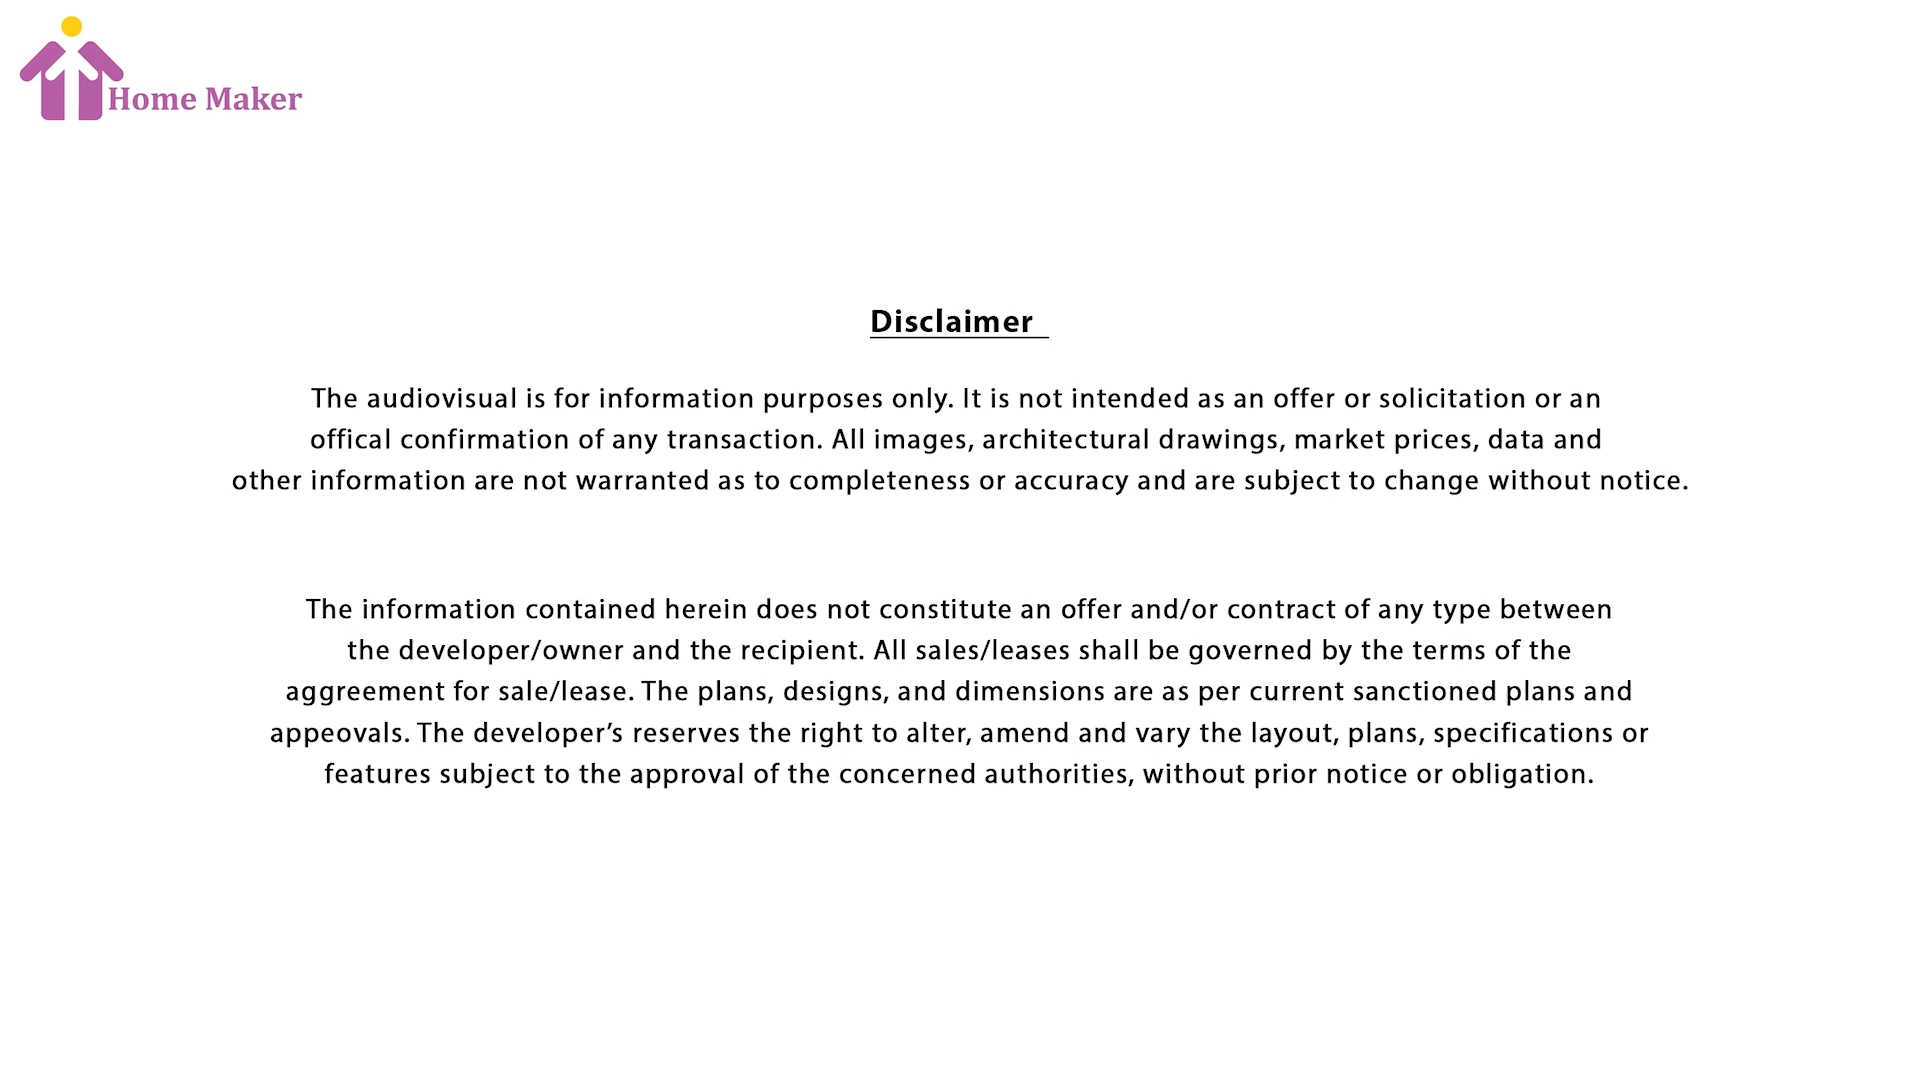 Home Maker
Disclaimer
The audiovisual is for information purposes only. It is not intended as an offer or solicitation or an
offical confirmation of any transaction. All images, architectural drawings, market prices, data and
other information are not warranted as to completeness or accuracy and are subject to change without notice.
The information contained herein does not constitute an offer and/or contract of any type between
the developer/owner and the recipient. All sales/leases shall be governed by the terms of the
aggreement for sale/lease. The plans, designs, and dimensions are as per current sanctioned plans and
appeovals. The developer’s reserves the right to alter, amend and vary the layout, plans, specifications or
features subject to the approval of the concerned authorities, without prior notice or obligation.